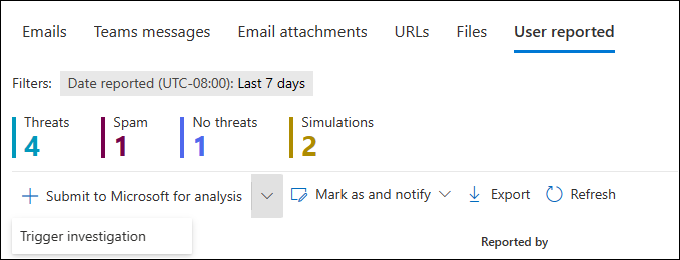 Emails Teams messages Email attachments URLs Files User reported
Filters: Date reported (UTC-08:00): Last 7 days
Threats Spam No threats Simulations
4 1 1 2
Submit to Microsoft for analysis Mark as and notify Export Refresh
Trigger investigation
Reported by